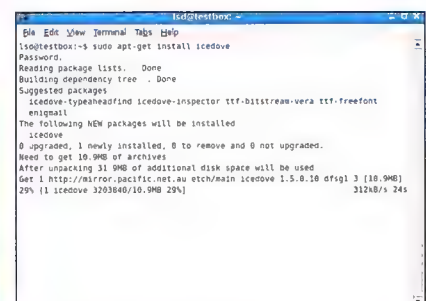 lsd@testbox: ~
File Edit View Terminal Tabs Help
lso@testbox:~$ sudo apt-get install icedove
Password.
Reading package lists. Done
Building dependency tree . Done
Suggested packages
icedove-typeaheadfind icedove-inspector ttf-bitstream-vera ttf-freefont
enigmail
The following NEW packages will be installed
icedove
0 upgraded, 1 newly installed, 0 to remove and 0 not upgraded.
Need to get 10.9MB of archives
After unpacking 31 9MB of additional disk space will be used
Get 1 http://mirror.pacific.net.au etch/main icedove 1.5.0.10 dfsg1 3 [10.9MB]
29% [1 icedove 3203840/10.9MB 29%] 312kB/s 24s